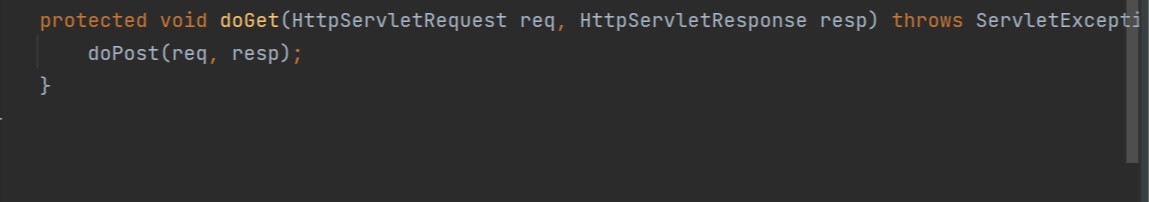 protected void doGet(HttpServletRequest req, HttpServletResponse resp) throws ServletExcepti
doPost(req, resp);
}